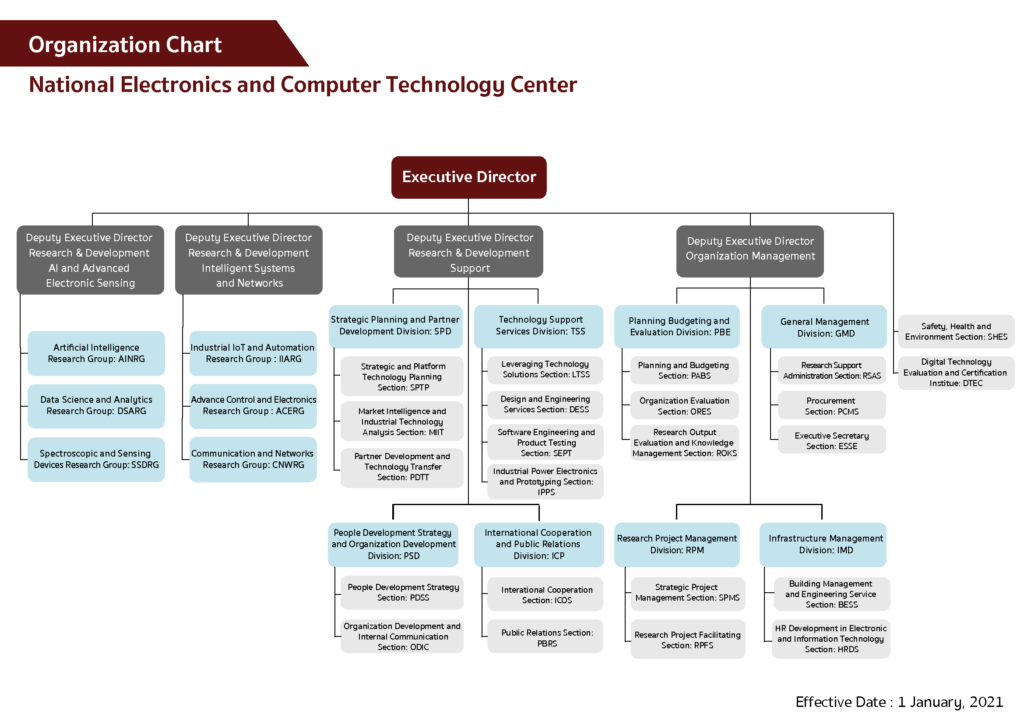 Organization Chart
National Electronics and Computer Technology Center
Executive Director
Deputy Executive Director
Research & Development
AI and Advanced
Electronic Sensing
Deputy Executive Director
Research & Development
Intelligent Systems
and Networks
Deputy Executive Director
Research & Development
Support
Deputy Executive Director
Organization Management
Artificial Intelligence
Research Group: AINRG
Data Science and Analytics
Research Group: DSARG
Spectroscopic and Sensing
Devices Research Group: SSDRG
Industrial IoT and Automation
Research Group : IIARG
Advance Control and Electronics
Research Group : ACERG
Communication and Networks
Research Group: CNWRG
Strategic Planning and Partner
Development Division: SPD
Strategic and Platform
Technology Planning
Section: SPTP
Market Intelligence and
Industrial Technology
Analysis Section: MIIT
Partner Development and
Technology Transfer
Section: PDTT
Technology Support
Services Division: TSS
Leveraging Technology
Solutions Section: LTSS
Design and Engineering
Services Section: DESS
Software Engineering and
Product Testing
Section: SEPT
Industrial Power Electronics
and Prototyping Section:
IPPS
Planning Budgeting and
Evaluation Division: PBE
Planning and Budgeting
Section: PABS
Organization Evaluation
Section: ORES
Research Output
Evaluation and Knowledge
Management Section: ROKS
General Management
Division: GMD
Research Support
Administration Section: RSAS
Procurement
Section: PCMS
Executive Secretary
Section: ESSE
Safety, Health and
Environment Section: SHES
Digital Technology
Evaluation and Certification
Institue: DTEC
People Development Strategy
and Organization Development
Division: PSD
People Development Strategy
Section: PDSS
Organization Development and
Internal Communication
Section: ODIC
International Cooperation
and Public Relations
Division: ICP
Interational Cooperation
Section: ICOS
Public Relations Section:
PBRS
Research Project Management
Division: RPM
Strategic Project
Management Section: SPMS
Research Project Facilitating
Section: RPFS
Infrastructure Management
Division: IMD
Building Management
and Engineering Service
Section: BESS
HR Development in Electronic
and Information Technology
Section: HRDS
Effective Date : 1 January, 2021